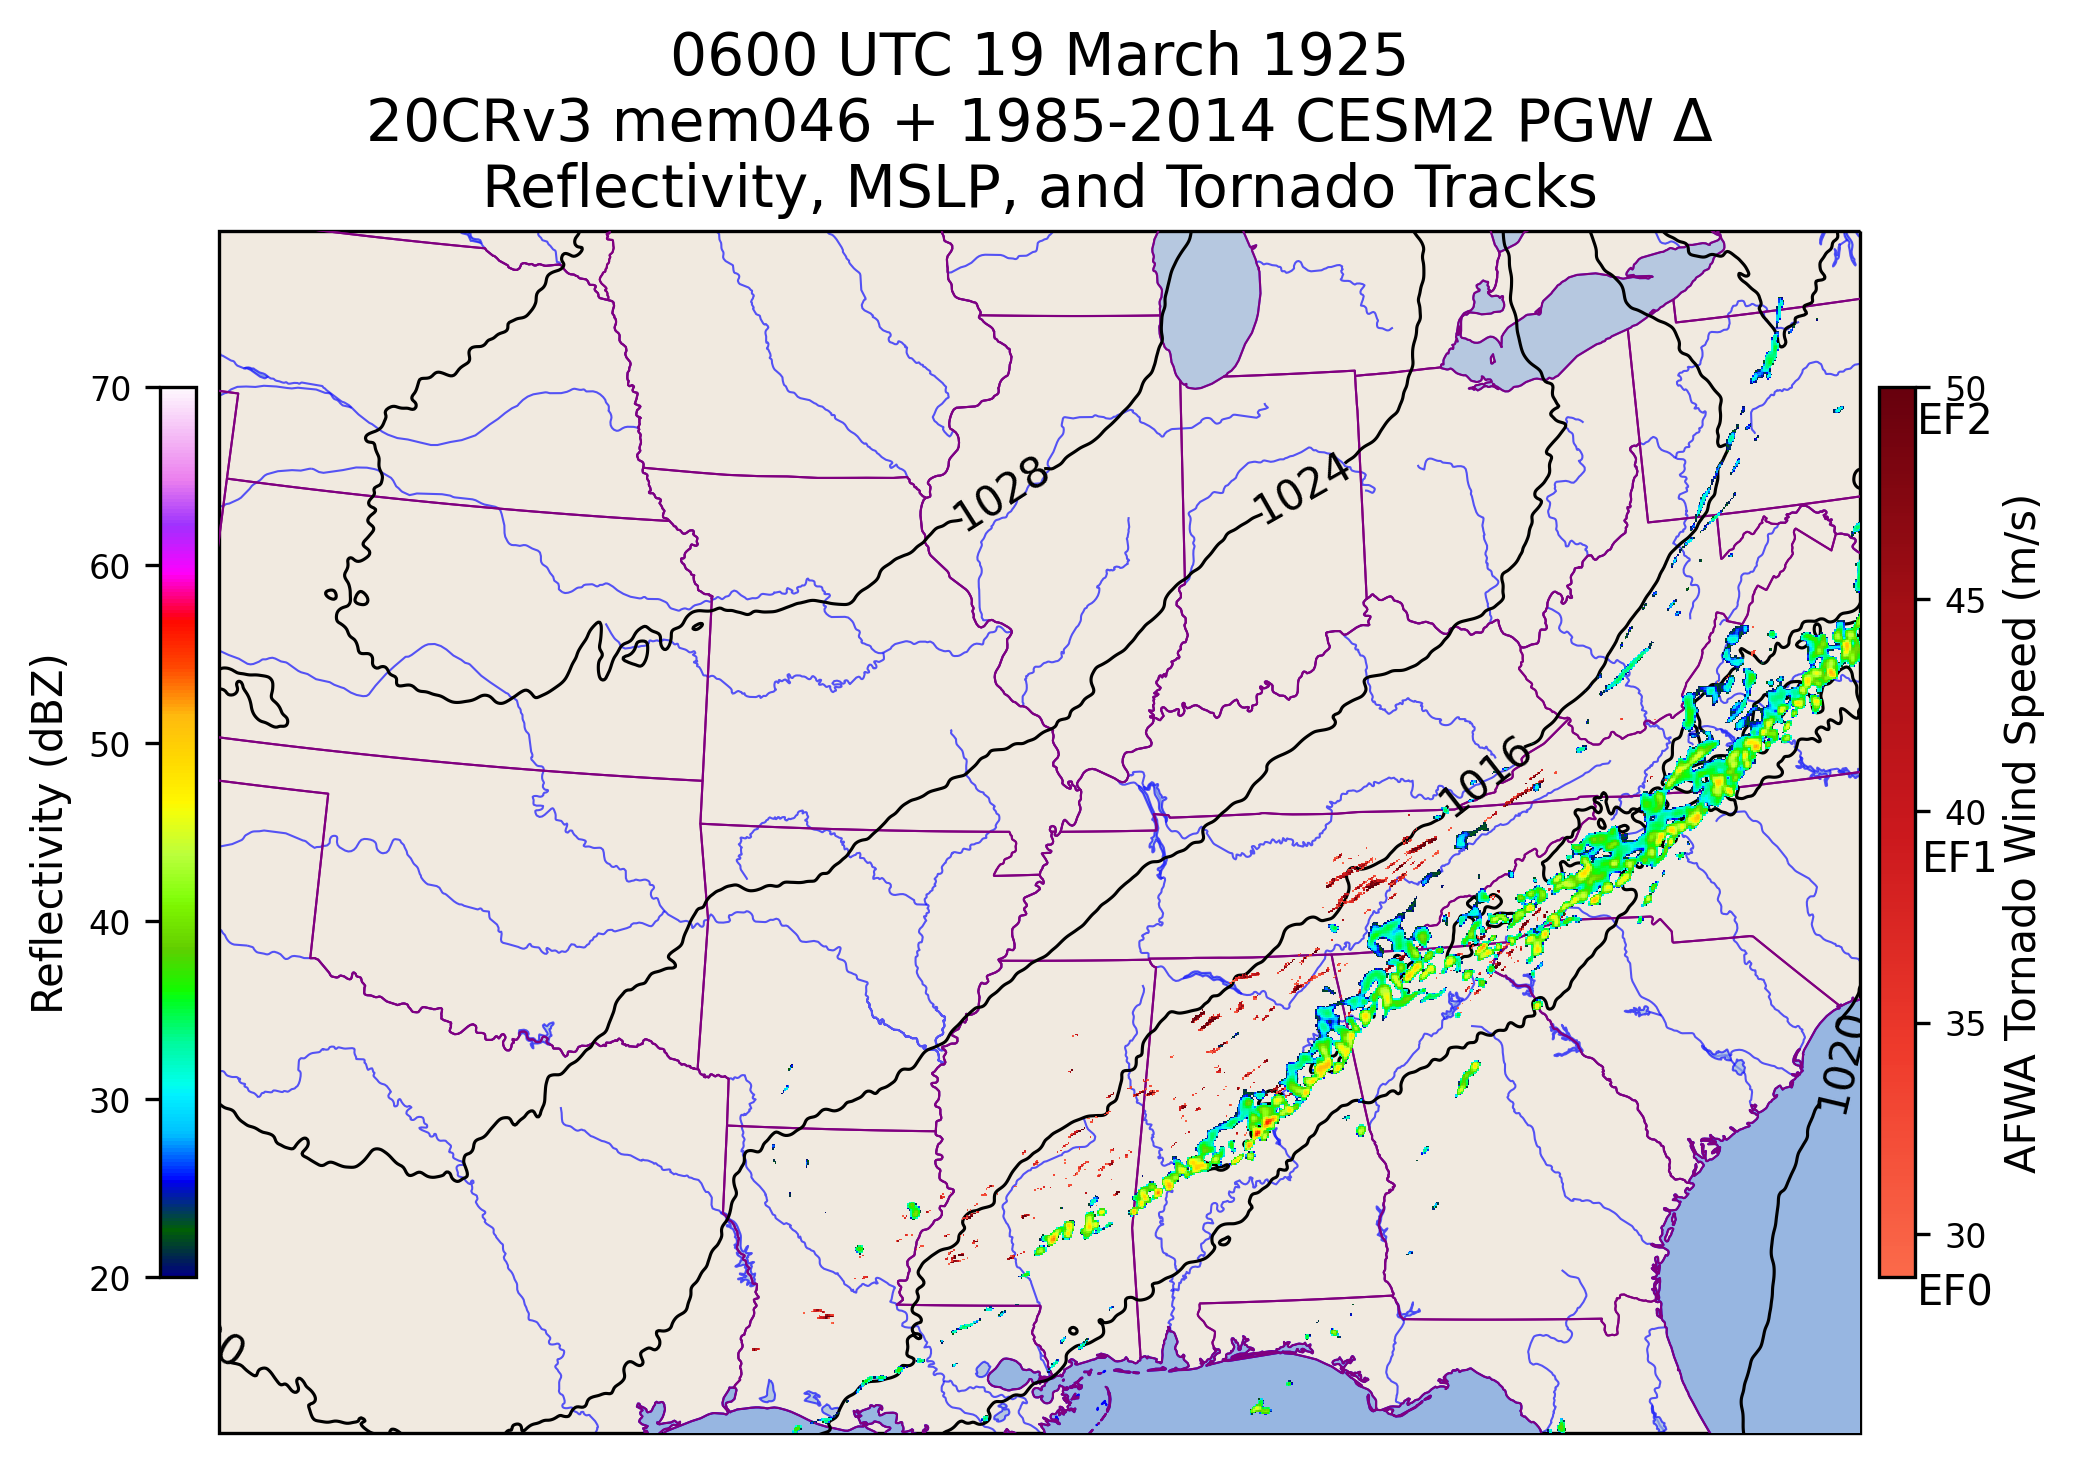 0600 UTC 19 March 1925
20CRv3 mem046 + 1985-2014 CESM2 PGW Δ
Reflectivity, MSLP, and Tornado Tracks
70
60
50
40
30
20
Reflectivity (dBZ)
1028
1024
1016
1020
0
50
EF2
45
40
EF1
35
30
EF0
AFWA Tornado Wind Speed (m/s)